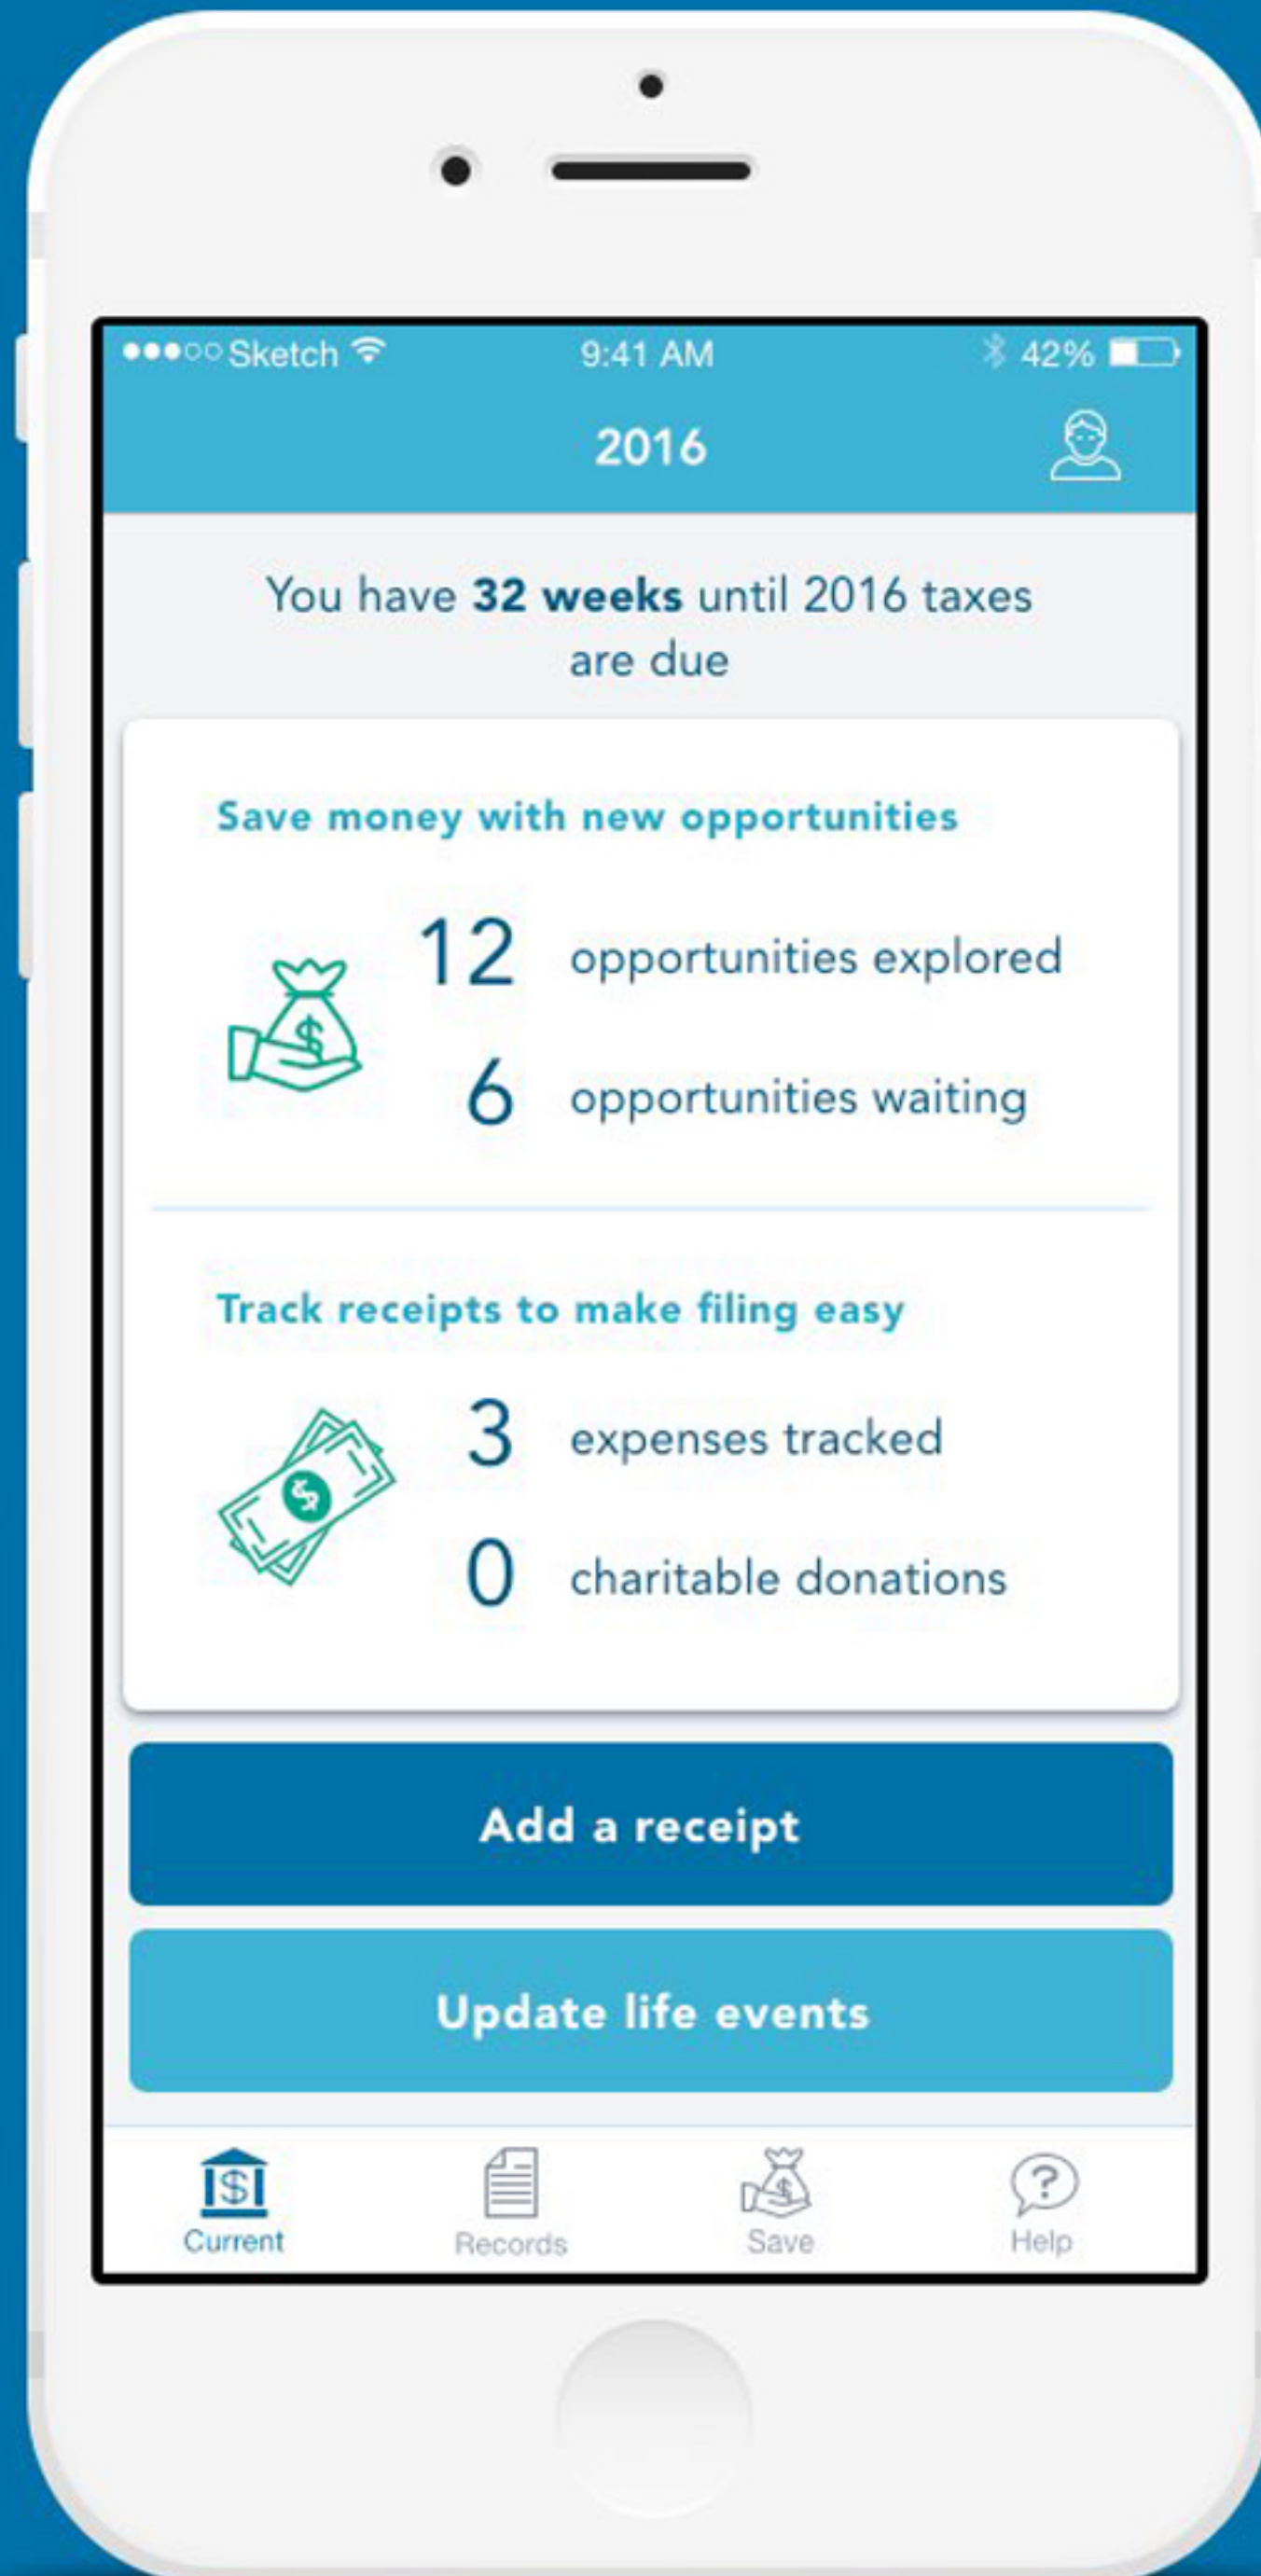 Sketch 9:41 AM 42%
2016
You have 32 weeks until 2016 taxes
are due
Save money with new opportunities
12 opportunities explored
6 opportunities waiting
Track receipts to make filing easy
3 expenses tracked
0 charitable donations
Add a receipt
Update life events
Current Records Save Help